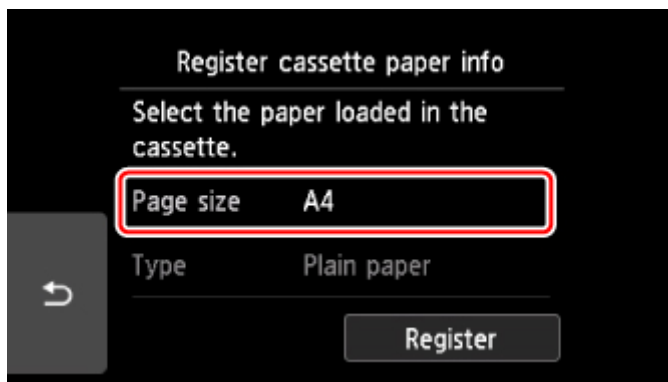 Register cassette paper info
Select the paper loaded in the
cassette.
Page size A4
Type Plain paper
Register